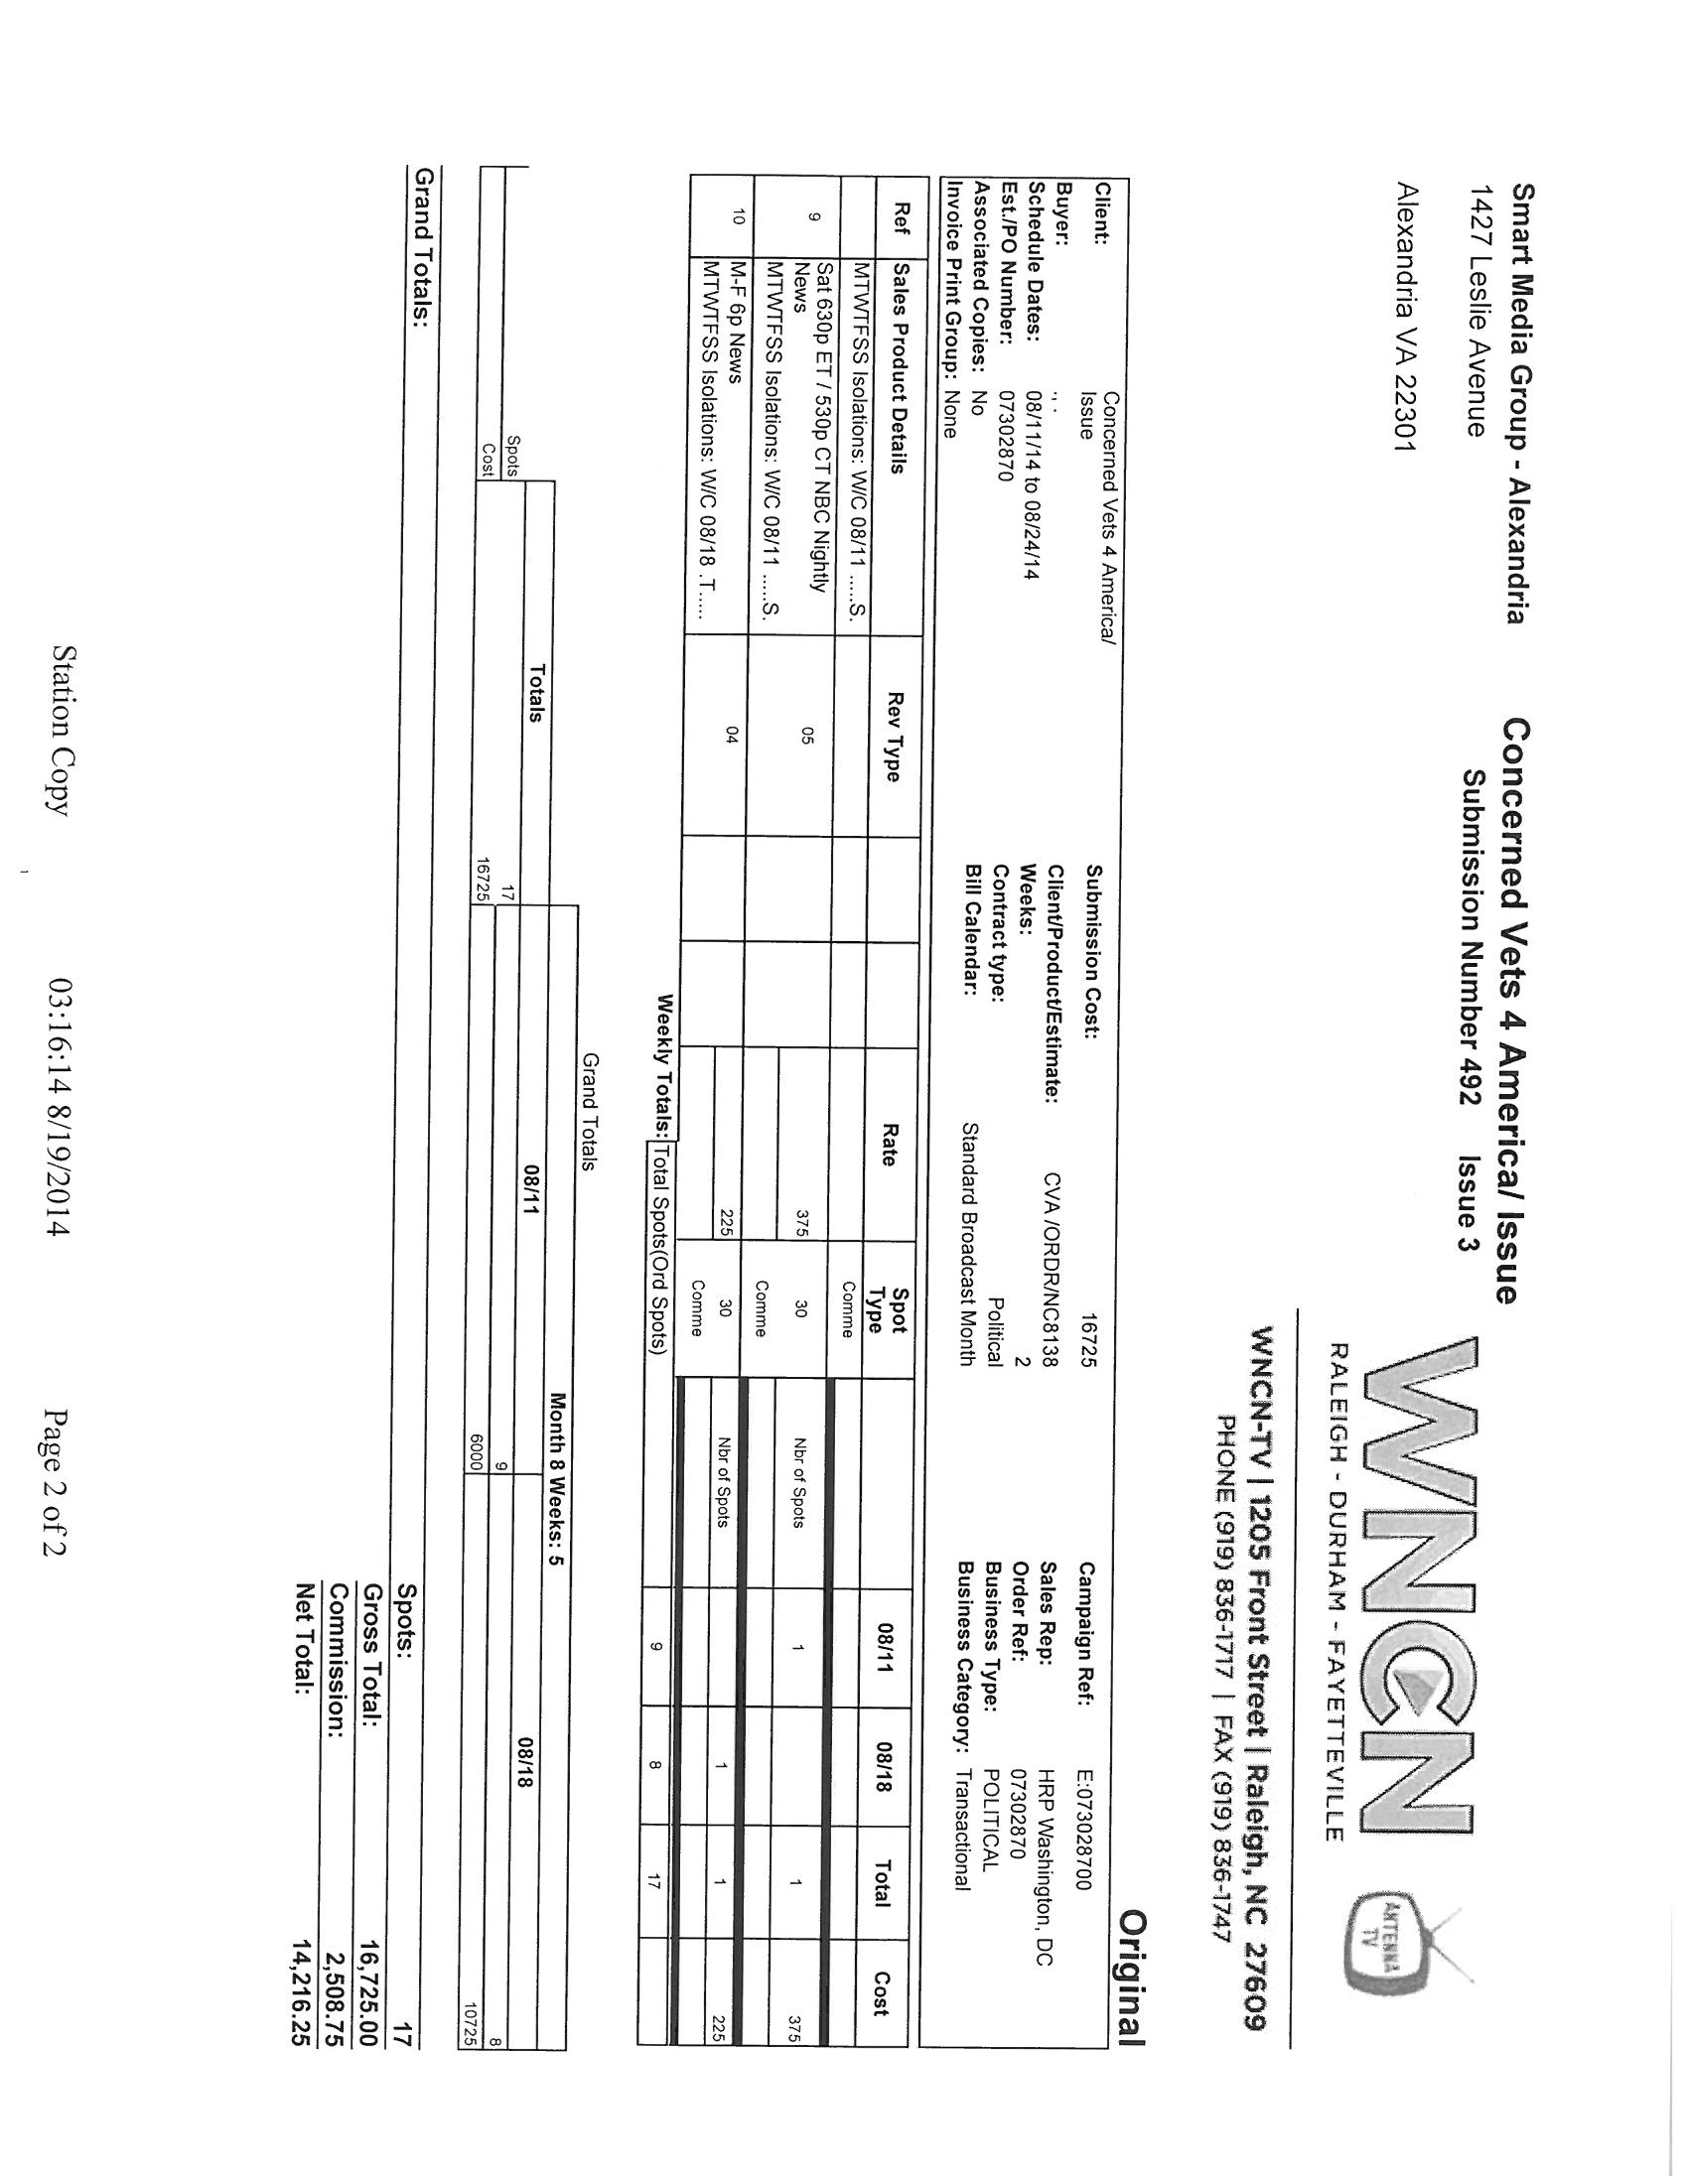 Smart Media Group - Alexandria
1427 Leslie Avenue
Alexandria VA 22301
Concerned Vets 4 America/ Issue
Submission Number 492 Issue 3
WNCN
RALEIGH - DURHAM - FAYETTEVILLE
ANTENNA
TV
WNCN-TV | 1205 Front Street | Raleigh, NC 27609
PHONE (919) 836-1717 | FAX (919) 836-1747
Original
Client: Concerned Vets 4 America/ Submission Cost: 16725 Campaign Ref: E:073028700
Issue
Buyer: Client/Product/Estimate: CVA /ORDR/NC8138 Sales Rep: HRP Washington, DC
Schedule Dates: 08/11/14 to 08/24/14 Weeks: 2 Order Ref: 07302870
Est./PO Number: 07302870 Contract type: Political Business Type: POLITICAL
Associated Copies: No Bill Calendar: Standard Broadcast Month Business Category: Transactional
Invoice Print Group: None
Ref Sales Product Details Rev Type Rate Spot Type 08/11 08/18 Total Cost
MTWTFSS Isolations: W/C 08/11 .....S. Comme
9 Sat 630p ET / 530p CT NBC Nightly 05 375 30 Nbr of Spots 1 1 375
News
MTWTFSS Isolations: W/C 08/11 .....S. Comme
10 M-F 6p News 04 225 30 Nbr of Spots 1 1 225
MTWTFSS Isolations: W/C 08/18 .T..... Comme
Weekly Totals: Total Spots(Ord Spots) 9 8 17
Grand Totals
Month 8 Weeks: 5
Totals 08/11 08/18
Spots 17 9 8
Cost 16725 6000 10725
Grand Totals: Spots: 17
Gross Total: 16,725.00
Commission: 2,508.75
Net Total: 14,216.25
Station Copy 03:16:14 8/19/2014 Page 2 of 2